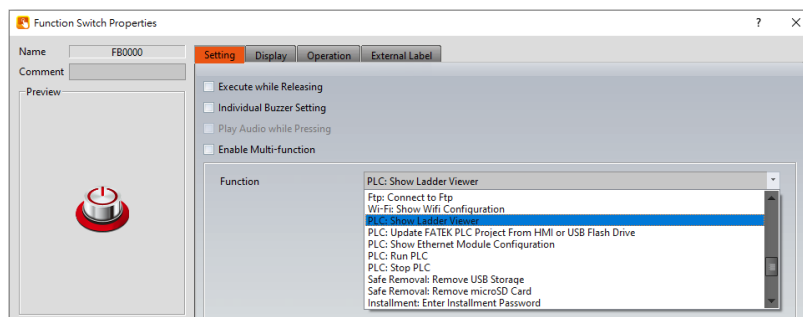 Function Switch Properties
? ×
Name FB0000
Comment
Preview
Setting Display Operation External Label
Execute while Releasing
Individual Buzzer Setting
Play Audio while Pressing
Enable Multi-function
Function PLC: Show Ladder Viewer
Ftp: Connect to Ftp
Wi-Fi: Show Wifi Configuration
PLC: Show Ladder Viewer
PLC: Update FATEK PLC Project From HMI or USB Flash Drive
PLC: Show Ethernet Module Configuration
PLC: Run PLC
PLC: Stop PLC
Safe Removal: Remove USB Storage
Safe Removal: Remove microSD Card
Installment: Enter Installment Password